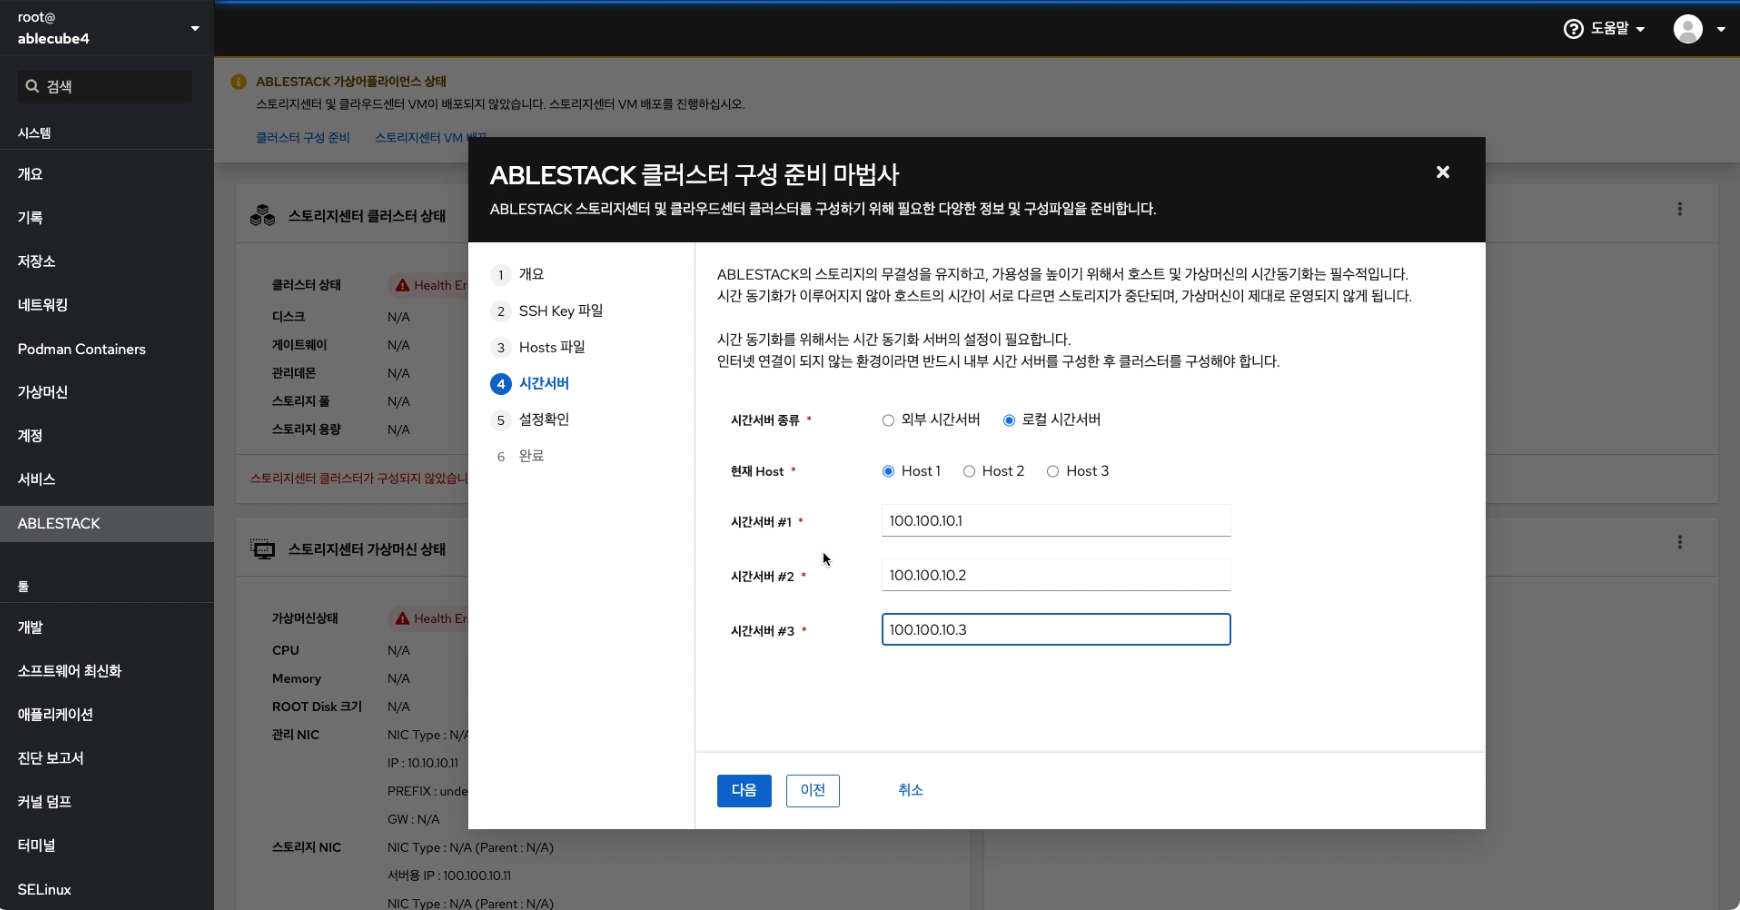 root@
ablecube4
검색
시스템
개요
기록
저장소
네트워킹
Podman Containers
가상머신
계정
서비스
ABLESTACK
툴
개발
소프트웨어 최신화
애플리케이션
진단 보고서
커널 덤프
터미널
SELinux
도움말
ABLESTACK 가상어플라이언스 상태
스토리지센터 및 클라우드센터 VM이 배포되지 않았습니다. 스토리지센터 VM 배포를 진행하십시오.
클러스터 구성 준비 스토리지센터 VM 배포
스토리지센터 클러스터 상태
클러스터 상태 Health Er
디스크 N/A
게이트웨이 N/A
관리데몬 N/A
스토리지 풀 N/A
스토리지 용량 N/A
스토리지센터 클러스터가 구성되지 않았습니
스토리지센터 가상머신 상태
가상머신상태 Health Er
CPU N/A
Memory N/A
ROOT Disk 크기 N/A
관리 NIC NIC Type : N/A
IP : 10.10.10.11
PREFIX : unde
GW : N/A
스토리지 NIC NIC Type : N/A (Parent : N/A)
서버용 IP : 100.100.10.11
NIC Type : N/A (Parent : N/A)
ABLESTACK 클러스터 구성 준비 마법사
ABLESTACK 스토리지센터 및 클라우드센터 클러스터를 구성하기 위해 필요한 다양한 정보 및 구성파일을 준비합니다.
1 개요
2 SSH Key 파일
3 Hosts 파일
4 시간서버
5 설정확인
6 완료
ABLESTACK의 스토리지의 무결성을 유지하고, 가용성을 높이기 위해서 호스트 및 가상머신의 시간동기화는 필수적입니다.
시간 동기화가 이루어지지 않아 호스트의 시간이 서로 다르면 스토리지가 중단되며, 가상머신이 제대로 운영되지 않게 됩니다.
시간 동기화를 위해서는 시간 동기화 서버의 설정이 필요합니다.
인터넷 연결이 되지 않는 환경이라면 반드시 내부 시간 서버를 구성한 후 클러스터를 구성해야 합니다.
시간서버 종류 * 외부 시간서버 로컬 시간서버
현재 Host * Host 1 Host 2 Host 3
시간서버 #1 * 100.100.10.1
시간서버 #2 * 100.100.10.2
시간서버 #3 * 100.100.10.3
다음 이전 취소